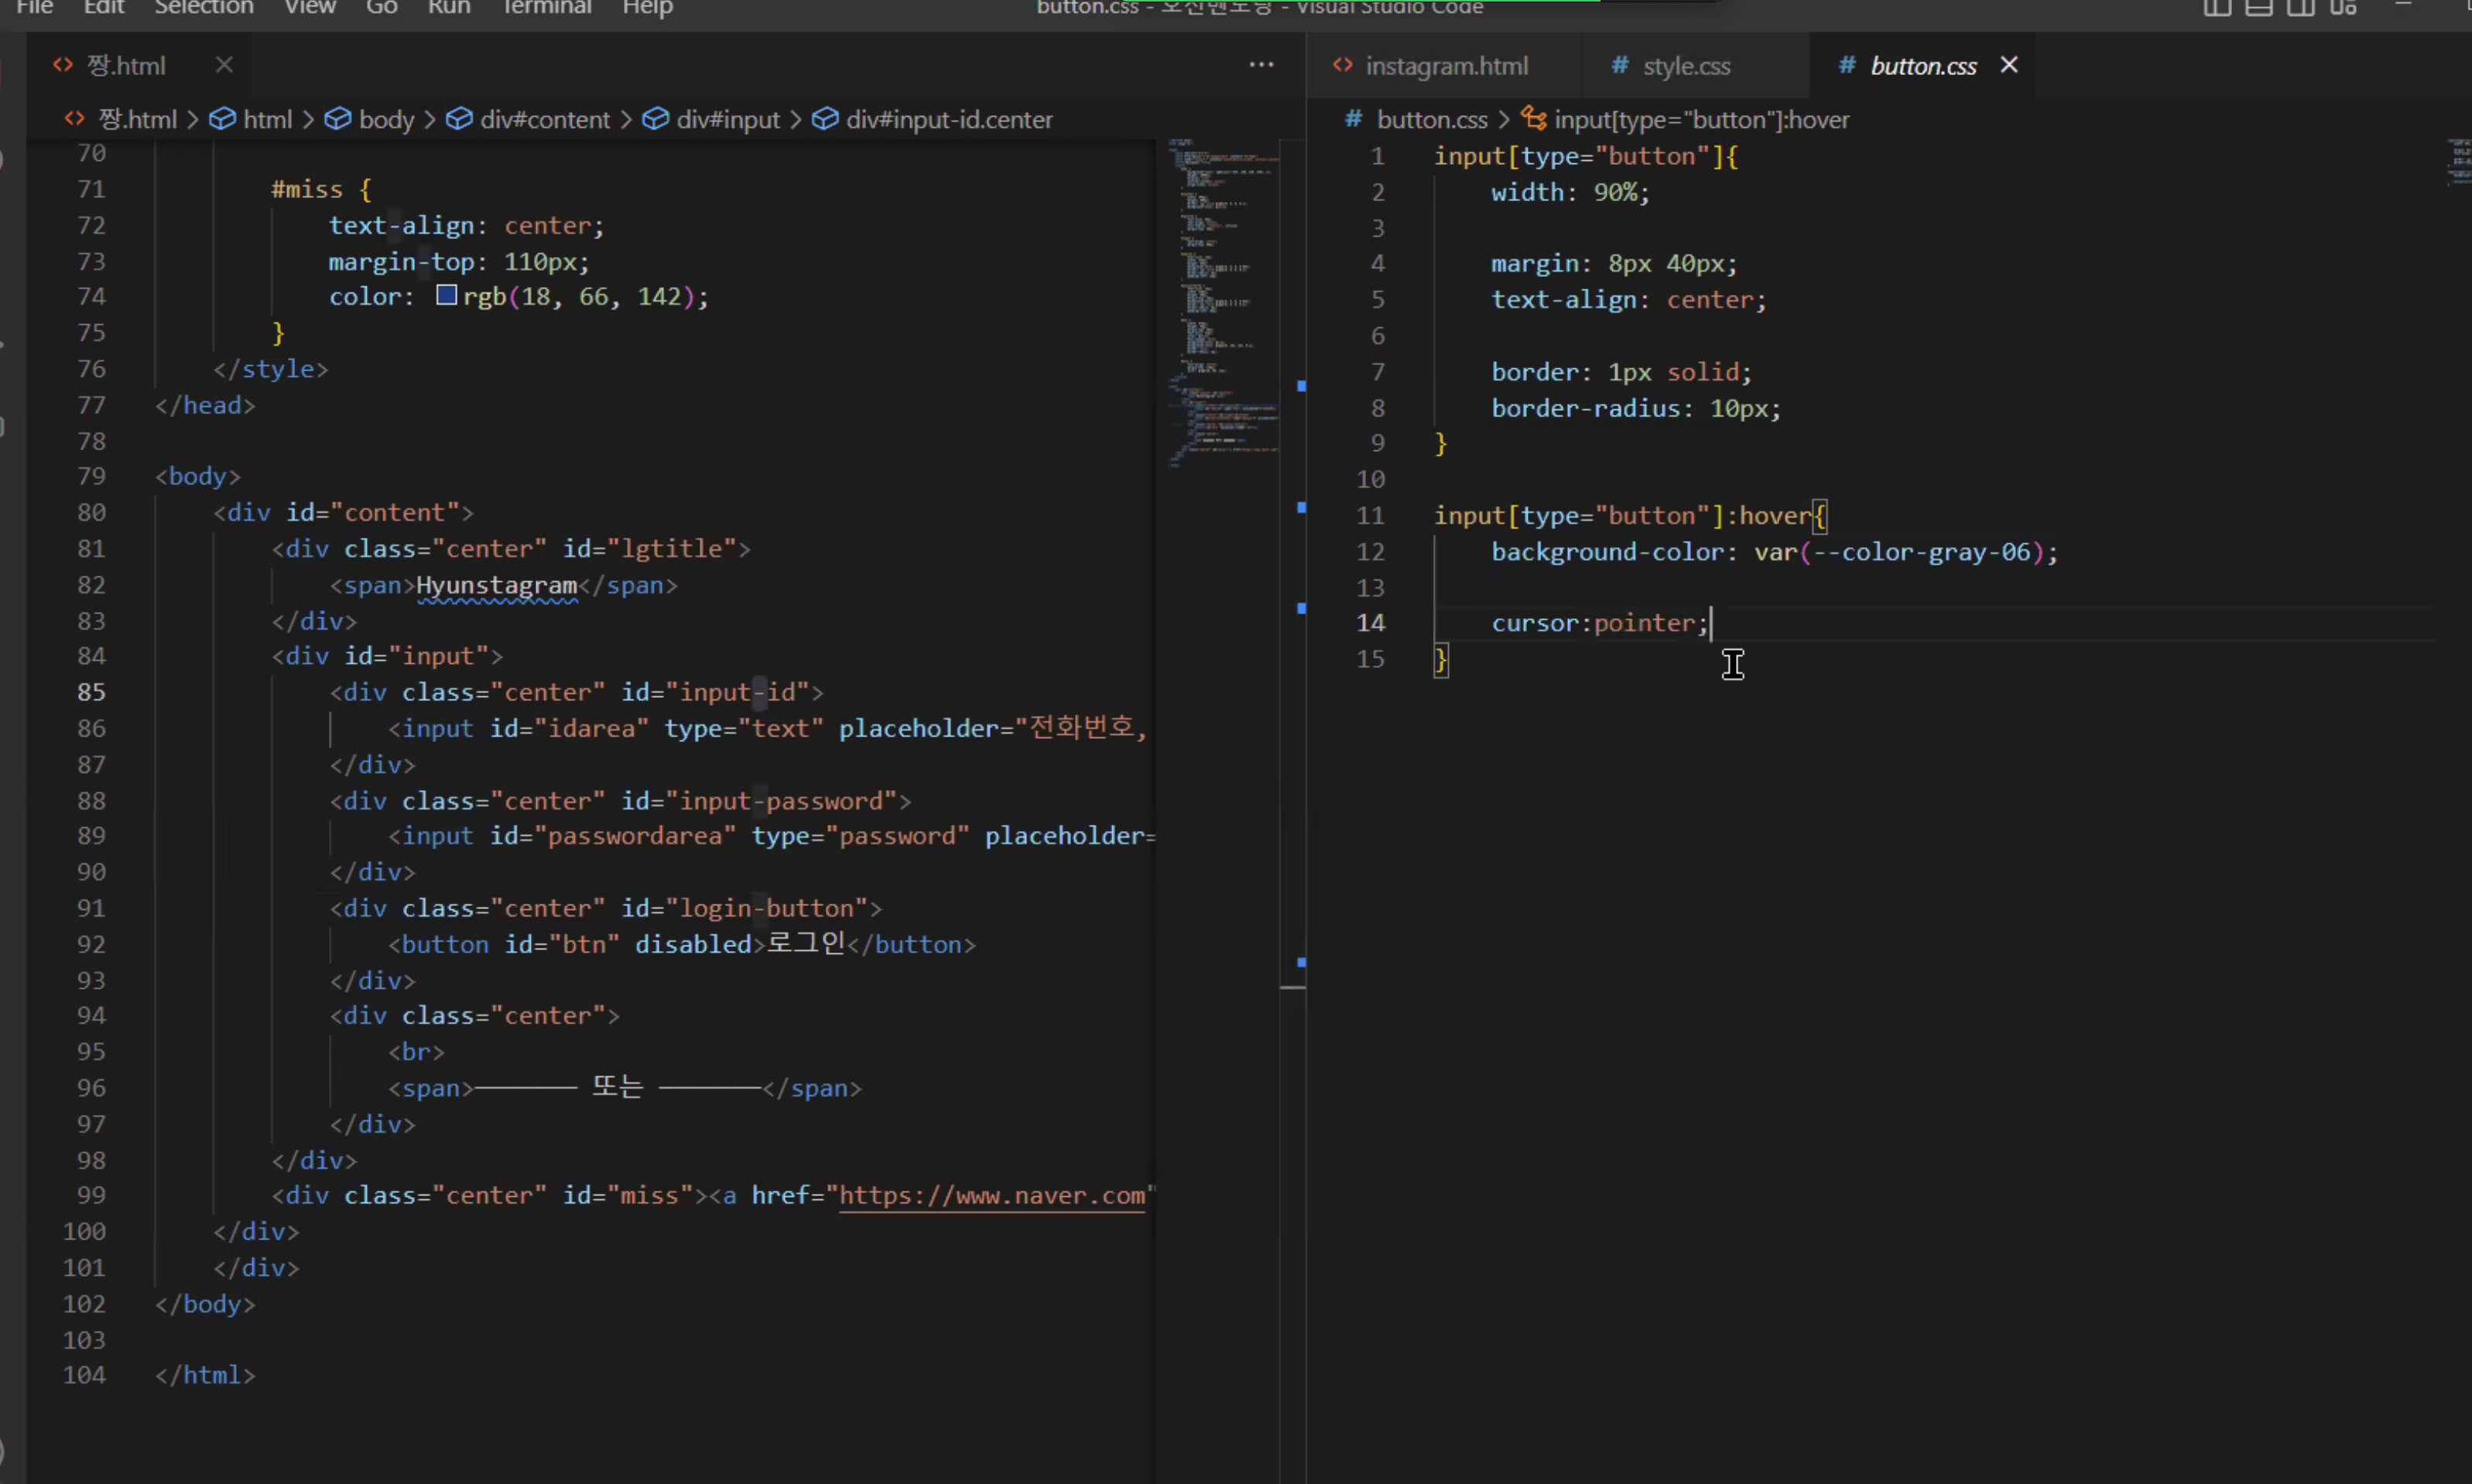 File Edit Selection View Go Run Terminal Help
button.css - 오신멘토링 - Visual Studio Code
짱.html
짱.html > html > body > div#content > div#input > div#input-id.center
70
71 #miss {
72 text-align: center;
73 margin-top: 110px;
74 color: rgb(18, 66, 142);
75 }
76 </style>
77 </head>
78
79 <body>
80 <div id="content">
81 <div class="center" id="lgtitle">
82 <span>Hyunstagram</span>
83 </div>
84 <div id="input">
85 <div class="center" id="input-id">
86 <input id="idarea" type="text" placeholder="전화번호,
87 </div>
88 <div class="center" id="input-password">
89 <input id="passwordarea" type="password" placeholder=
90 </div>
91 <div class="center" id="login-button">
92 <button id="btn" disabled>로그인</button>
93 </div>
94 <div class="center">
95 <br>
96 <span>────── 또는 ──────</span>
97 </div>
98 </div>
99 <div class="center" id="miss"><a href="https://www.naver.com"
100 </div>
101 </div>
102 </body>
103
104 </html>
instagram.html # style.css # button.css
# button.css > input[type="button"]:hover
1 input[type="button"]{
2 width: 90%;
3
4 margin: 8px 40px;
5 text-align: center;
6
7 border: 1px solid;
8 border-radius: 10px;
9 }
10
11 input[type="button"]:hover{
12 background-color: var(--color-gray-06);
13
14 cursor:pointer;
15 }